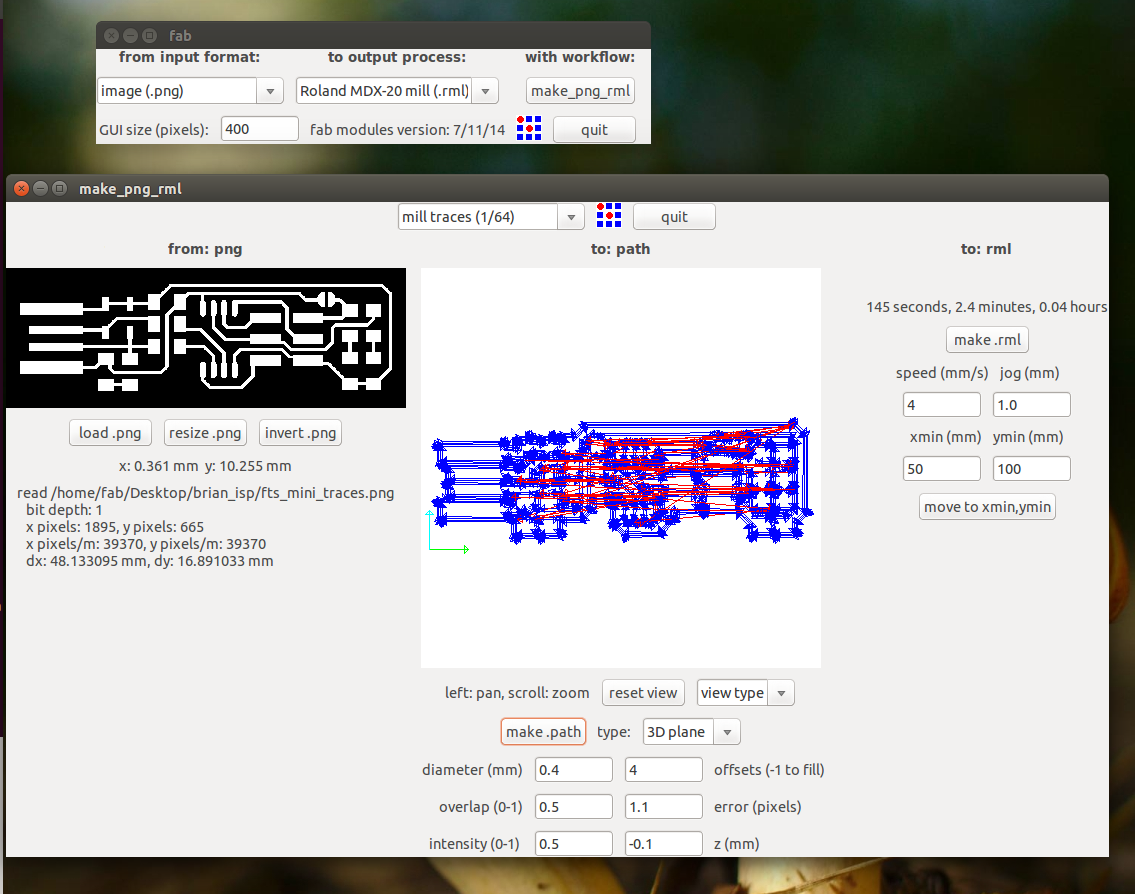 fab
from input format: to output process: with workflow:
image (.png) Roland MDX-20 mill (.rml) make_png_rml
GUI size (pixels): 400 fab modules version: 7/11/14 quit
make_png_rml
mill traces (1/64) quit
from: png to: path to: rml
145 seconds, 2.4 minutes, 0.04 hours
make .rml
speed (mm/s) jog (mm)
4 1.0
load .png resize .png invert .png
xmin (mm) ymin (mm)
x: 0.361 mm y: 10.255 mm
50 100
read /home/fab/Desktop/brian_isp/fts_mini_traces.png
bit depth: 1
move to xmin,ymin
x pixels: 1895, y pixels: 665
x pixels/m: 39370, y pixels/m: 39370
dx: 48.133095 mm, dy: 16.891033 mm
left: pan, scroll: zoom reset view view type
make .path type: 3D plane
diameter (mm) 0.4 4 offsets (-1 to fill)
overlap (0-1) 0.5 1.1 error (pixels)
intensity (0-1) 0.5 -0.1 z (mm)